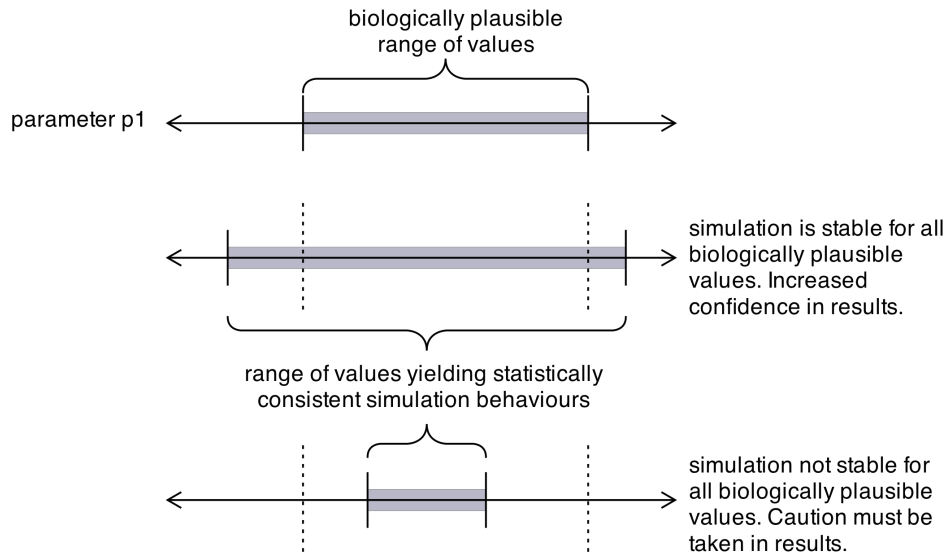 biologically plausible
range of values
parameter p1
simulation is stable for all
biologically plausible
values. Increased
confidence in results.
range of values yielding statistically
consistent simulation behaviours
simulation not stable for
all biologically plausible
values. Caution must be
taken in results.